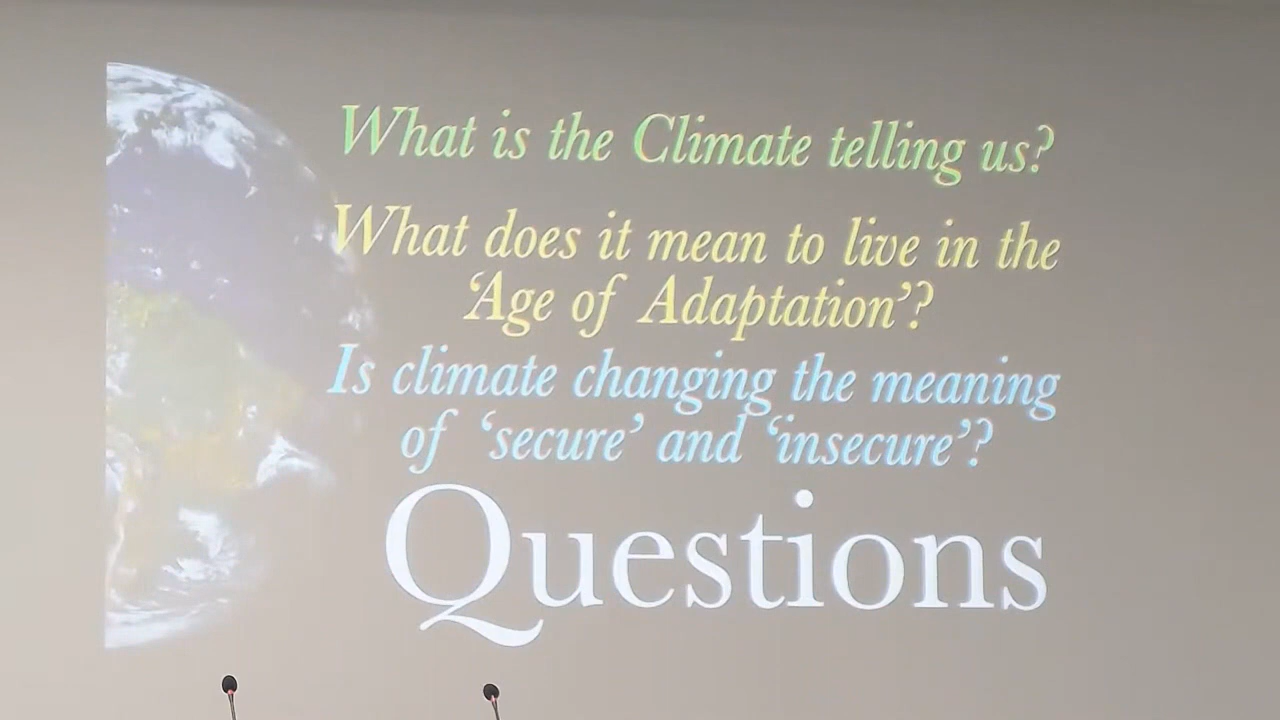 What is the Climate telling us?
What does it mean to live in the
‘Age of Adaptation’?
Is climate changing the meaning
of ‘secure’ and ‘insecure’?
Questions